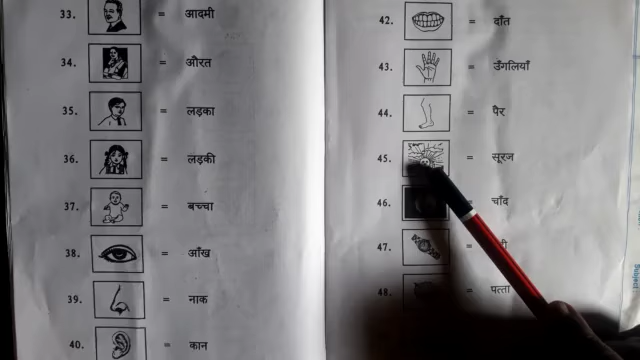 33. = आदमी
34. = औरत
35. = लड़का
36. = लड़की
37. = बच्चा
38. = आँख
39. = नाक
40. = कान
42. = दाँत
43. = उँगलियाँ
44. = पैर
45. = सूरज
46. = चाँद
47. =
48. = पत्ता
Subject